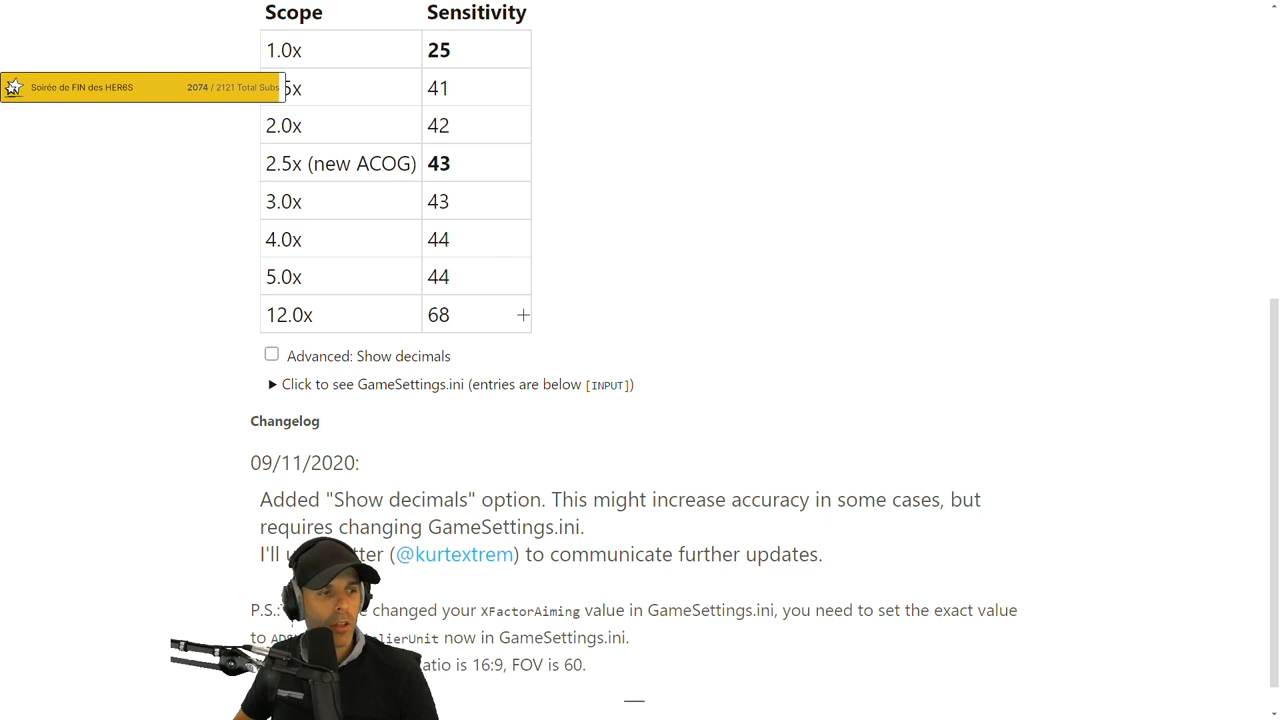 Scope Sensitivity
1.0x 25
Soirée de FIN des HER6S 2074 / 2121 Total Subs
5x 41
2.0x 42
2.5x (new ACOG) 43
3.0x 43
4.0x 44
5.0x 44
12.0x 68
Advanced: Show decimals
Click to see GameSettings.ini (entries are below [INPUT])
Changelog
09/11/2020:
Added "Show decimals" option. This might increase accuracy in some cases, but
requires changing GameSettings.ini.
I'll (@kurtextrem) to communicate further updates.
P.S.: changed your xFactorAiming value in GameSettings.ini, you need to set the exact value
to now in GameSettings.ini.
is 16:9, FOV is 60.